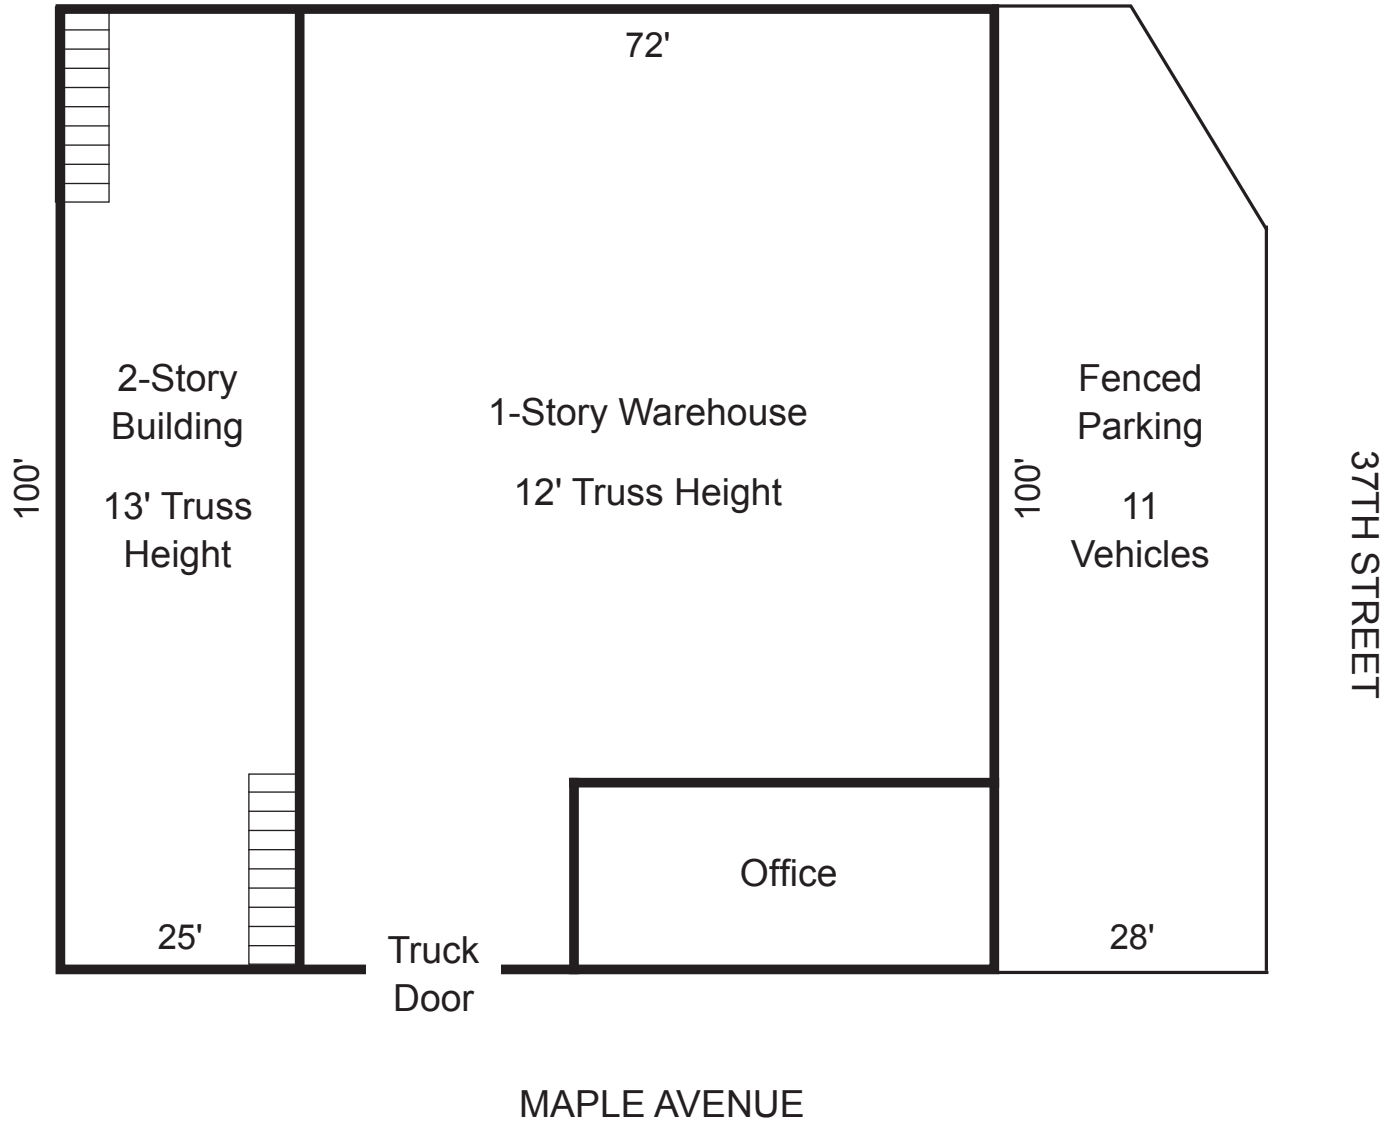 72'
2-Story
Building
13' Truss
Height
100'
1-Story Warehouse
12' Truss Height
100'
Fenced
Parking
11
Vehicles
37TH STREET
Office
25'
Truck
Door
28'
MAPLE AVENUE